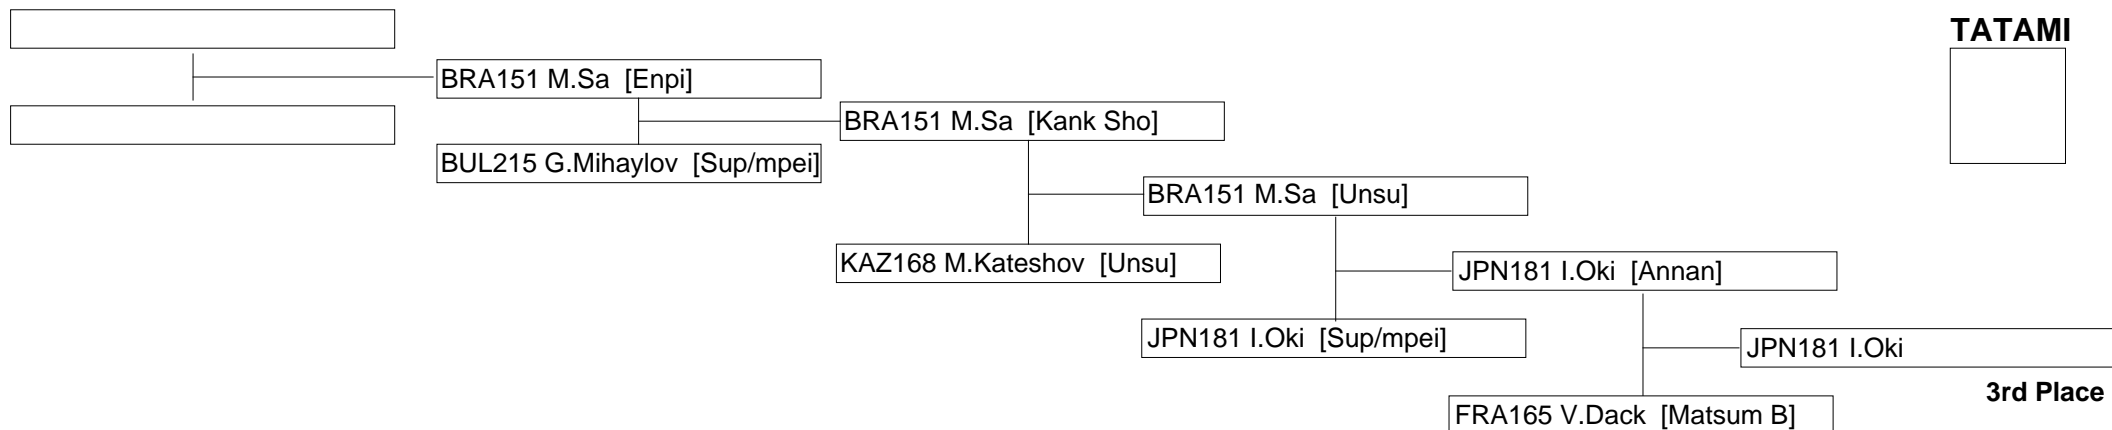 TATAMI
BRA151 M.Sa [Enpi]
BRA151 M.Sa [Kank Sho]
BUL215 G.Mihaylov [Sup/mpei]
BRA151 M.Sa [Unsu]
KAZ168 M.Kateshov [Unsu]
JPN181 I.Oki [Annan]
JPN181 I.Oki [Sup/mpei]
JPN181 I.Oki
3rd Place
FRA165 V.Dack [Matsum B]